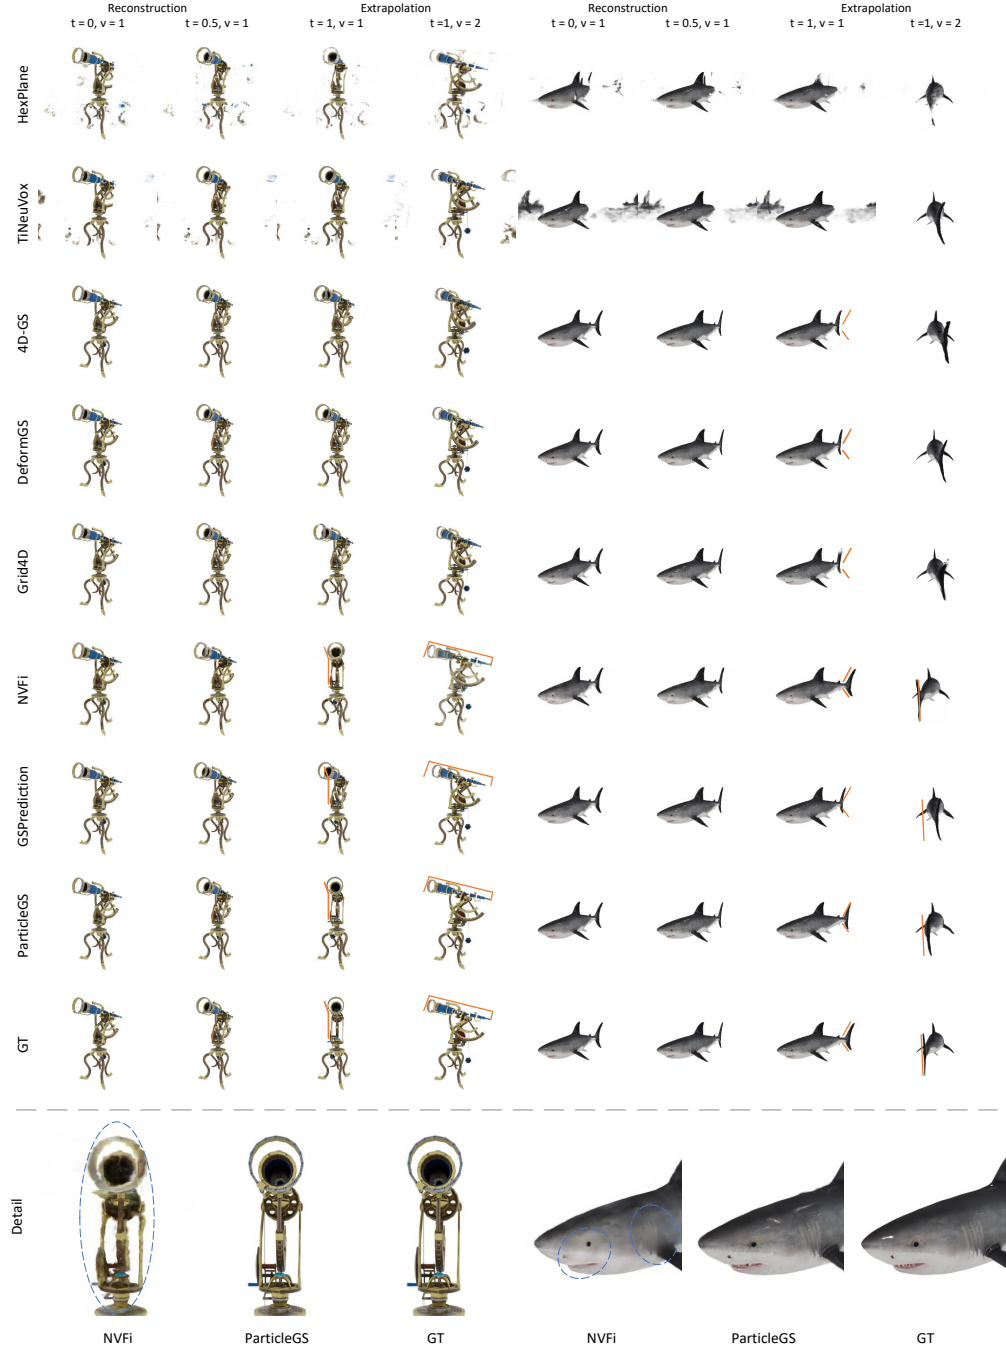 Reconstruction Extrapolation Reconstruction Extrapolation
t = 0, v = 1 t = 0.5, v = 1 t = 1, v = 1 t =1, v = 2 t = 0, v = 1 t = 0.5, v = 1 t = 1, v = 1 t =1, v = 2
HexPlane
TiNeuVox
4D-GS
DeformGS
Grid4D
NVFi
GSPrediction
ParticleGS
GT
Detail
NVFi ParticleGS GT NVFi ParticleGS GT